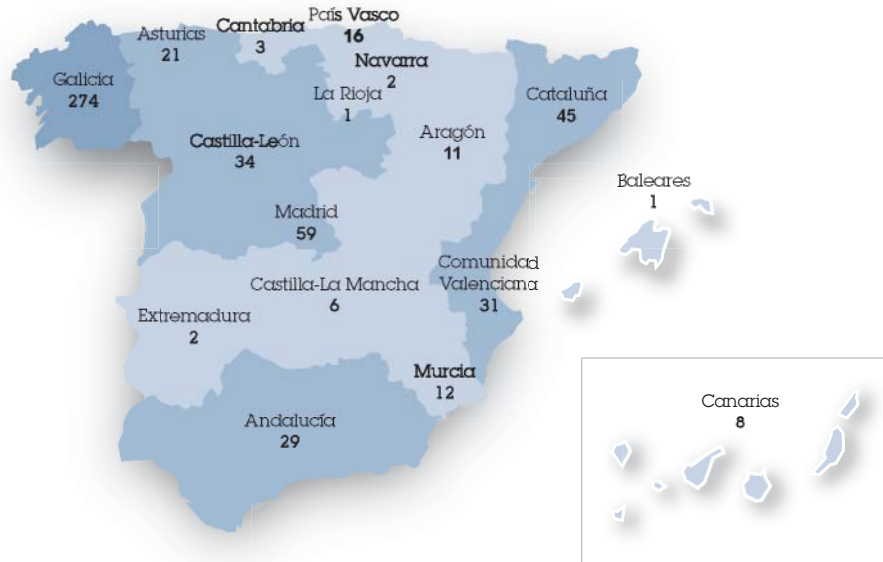 País Vasco
16
Cantabria
3
Asturias
21
Navarra
2
Galicia
274
La Rioja
1
Cataluña
45
Castilla-León
34
Aragón
11
Baleares
1
Madrid
59
Comunidad
Valenciana
31
Castilla-La Mancha
6
Extremadura
2
Murcia
12
Canarias
8
Andalucía
29